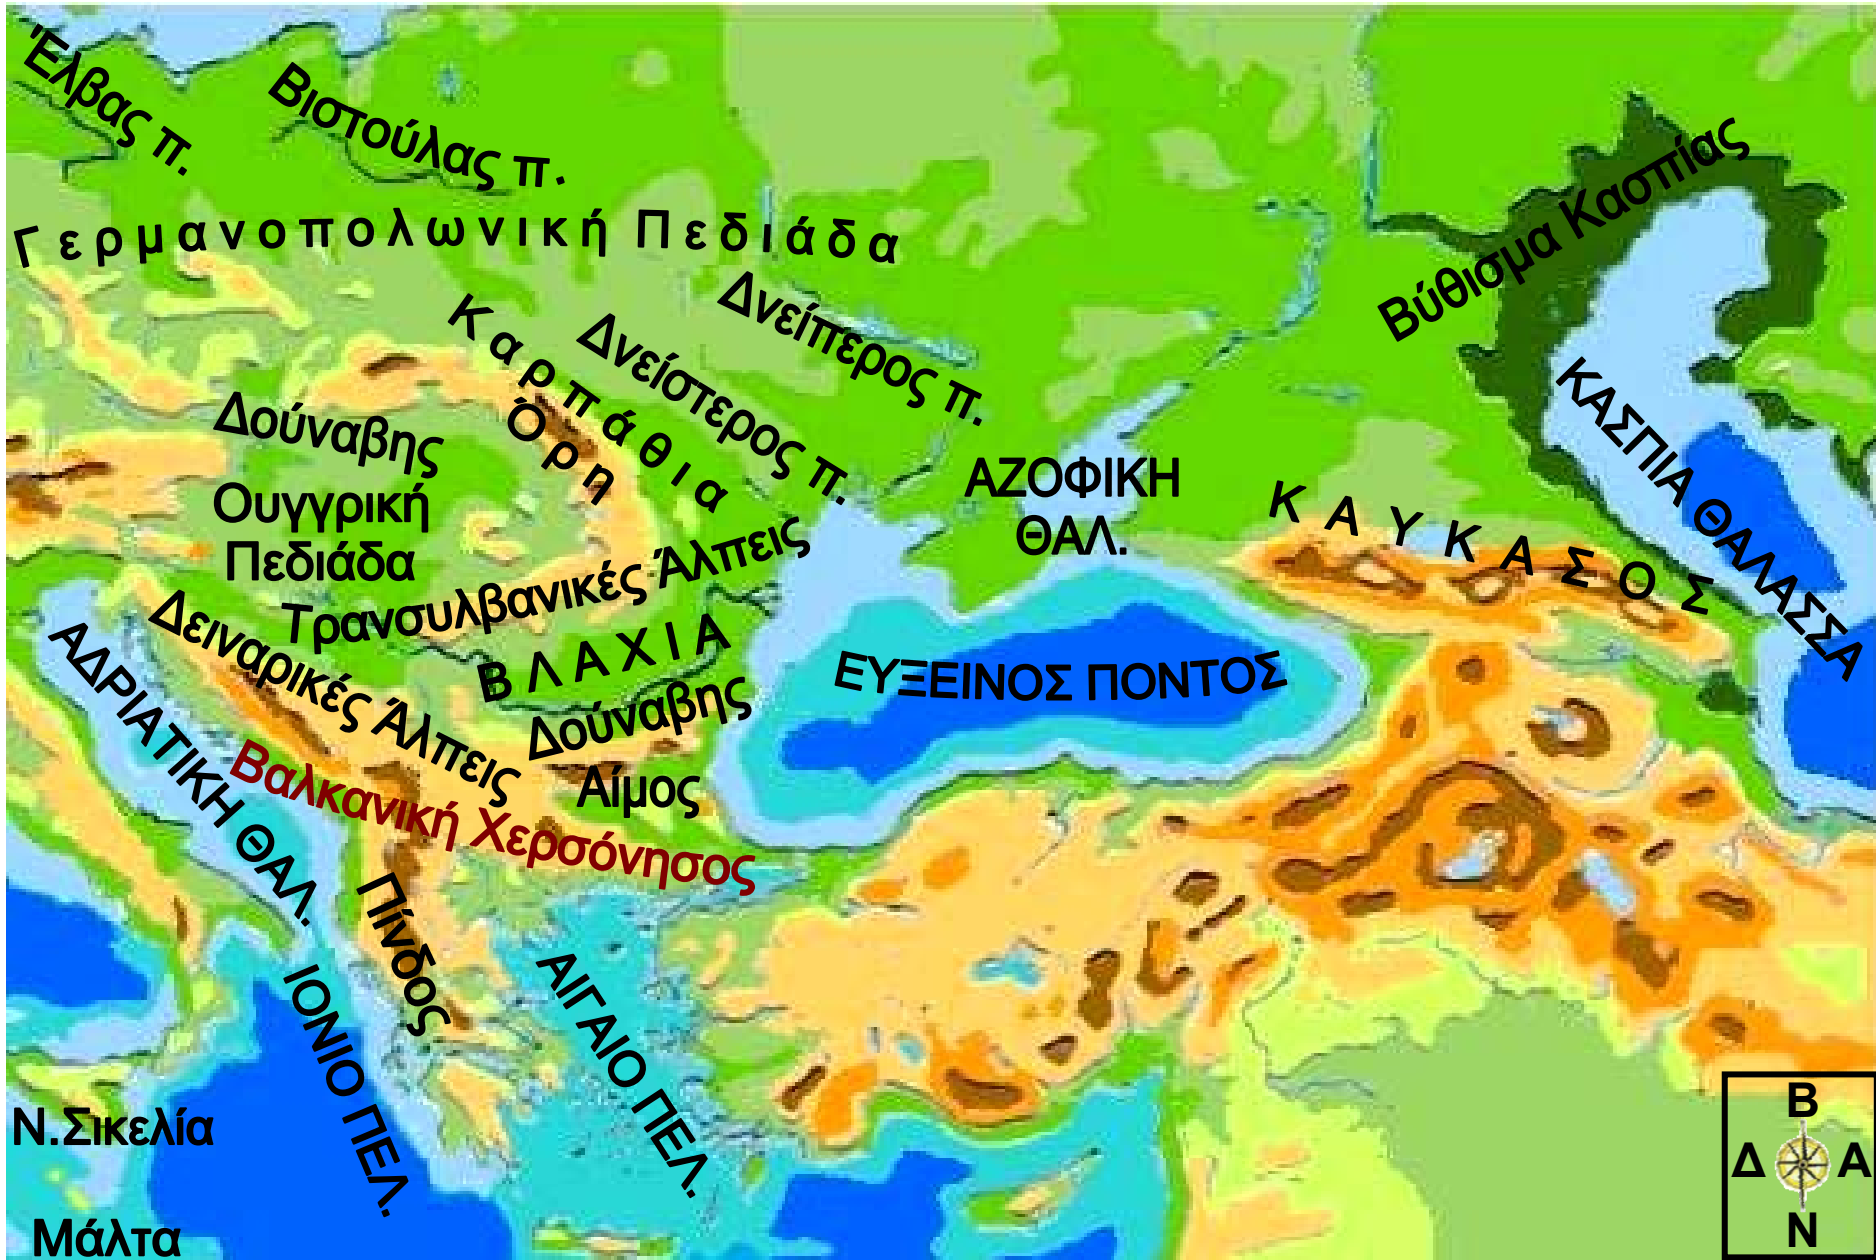 Έλβας π.
Βιστούλας π.
Γερμανοπολωνική Πεδιάδα
Βύθισμα Κασπίας
Καρπάθια
Όρη
Δνείστερος π.
Δνείπερος π.
ΚΑΣΠΙΑ ΘΑΛΑΣΣΑ
Δούναβης
Ουγγρική
Πεδιάδα
ΑΖΟΦΙΚΗ
ΘΑΛ.
ΚΑΥΚΑΣΟΣ
Τρανσυλβανικές Άλπεις
Δειναρικές Άλπεις
ΒΛΑΧΙΑ
Δούναβης
ΕΥΞΕΙΝΟΣ ΠΟΝΤΟΣ
ΑΔΡΙΑΤΙΚΗ ΘΑΛ.
Αίμος
Βαλκανική Χερσόνησος
Πίνδος
ΙΟΝΙΟ ΠΕΛ.
ΑΙΓΑΙΟ ΠΕΛ.
Ν.Σικελία
Μάλτα
Β
Δ Α
Ν